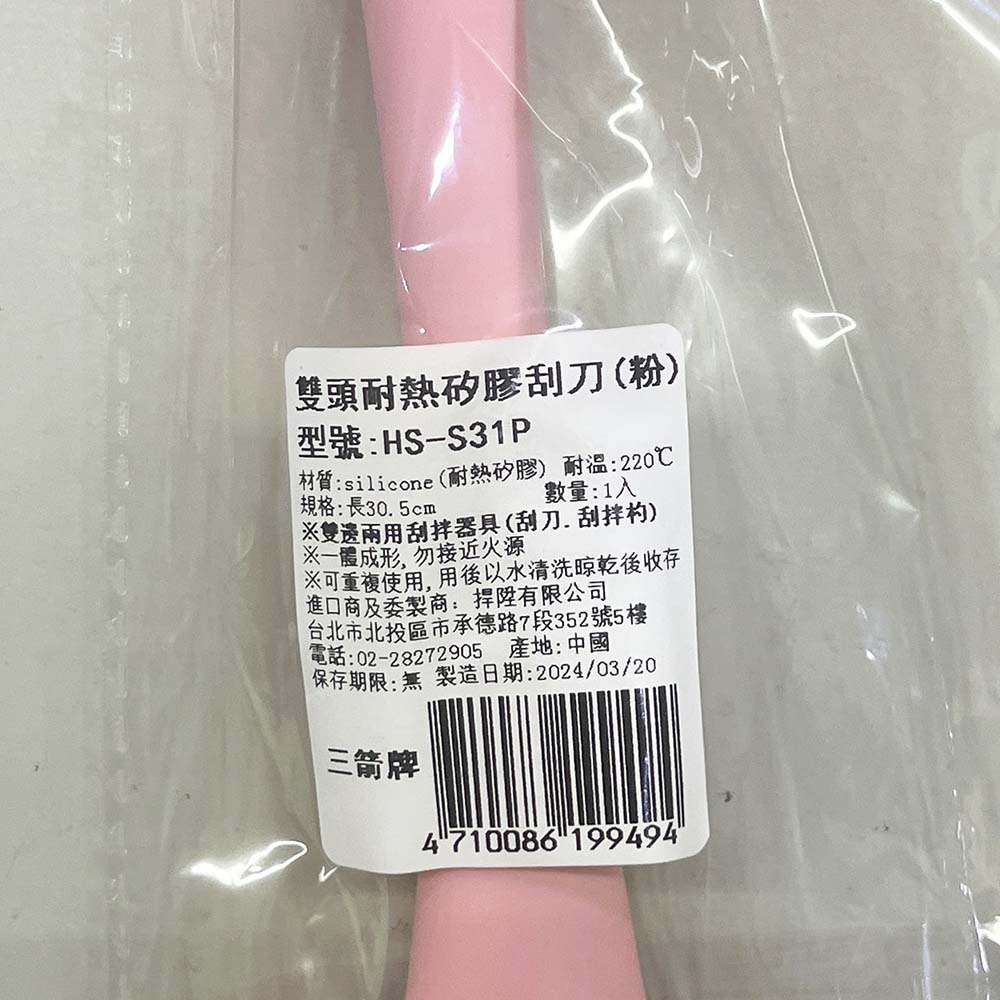 雙頭耐熱矽膠刮刀(粉)
型號:HS-S31P
材質:silicone(耐熱矽膠) 耐溫:220℃
規格:長30.5cm 數量:1入
※雙邊兩用刮拌器具(刮刀.刮拌杓)
※一體成形,勿接近火源
※可重複使用,用後以水清洗晾乾後收存
進口商及委製商: 捍陞有限公司
台北市北投區市承德路7段352號5樓
電話:02-28272905 產地:中國
保存期限:無 製造日期:2024/03/20
三箭牌
4710086199494